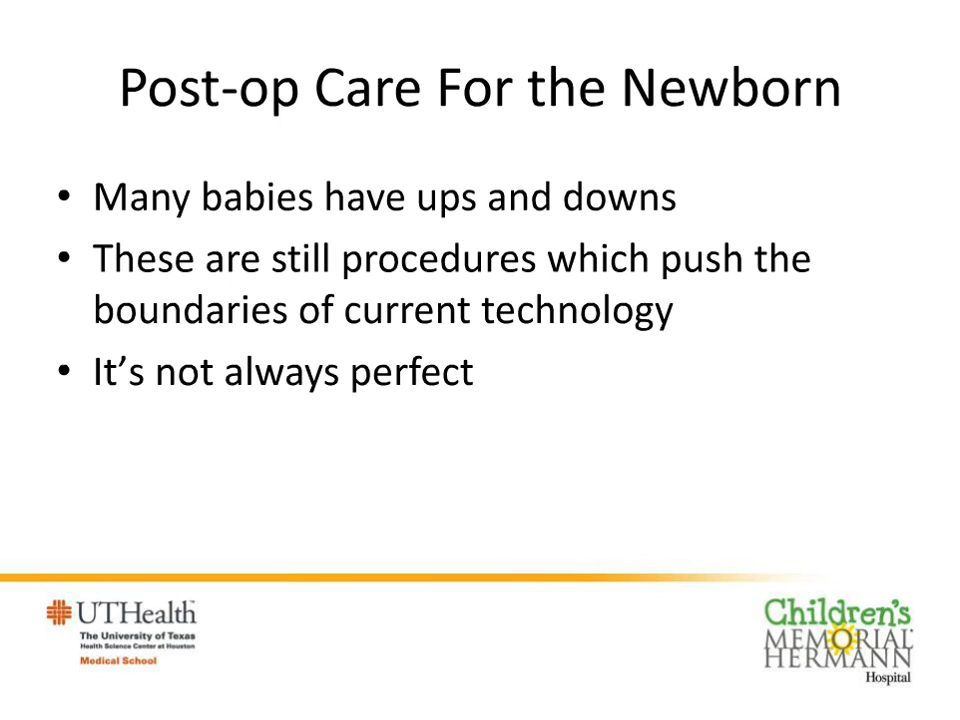 Post-op Care For the Newborn
• Many babies have ups and downs
• These are still procedures which push the
boundaries of current technology
• It’s not always perfect
UTHealth™
The University of Texas
Health Science Center at Houston
Medical School
Children's
MEMORIAL
HERMANN
Hospital